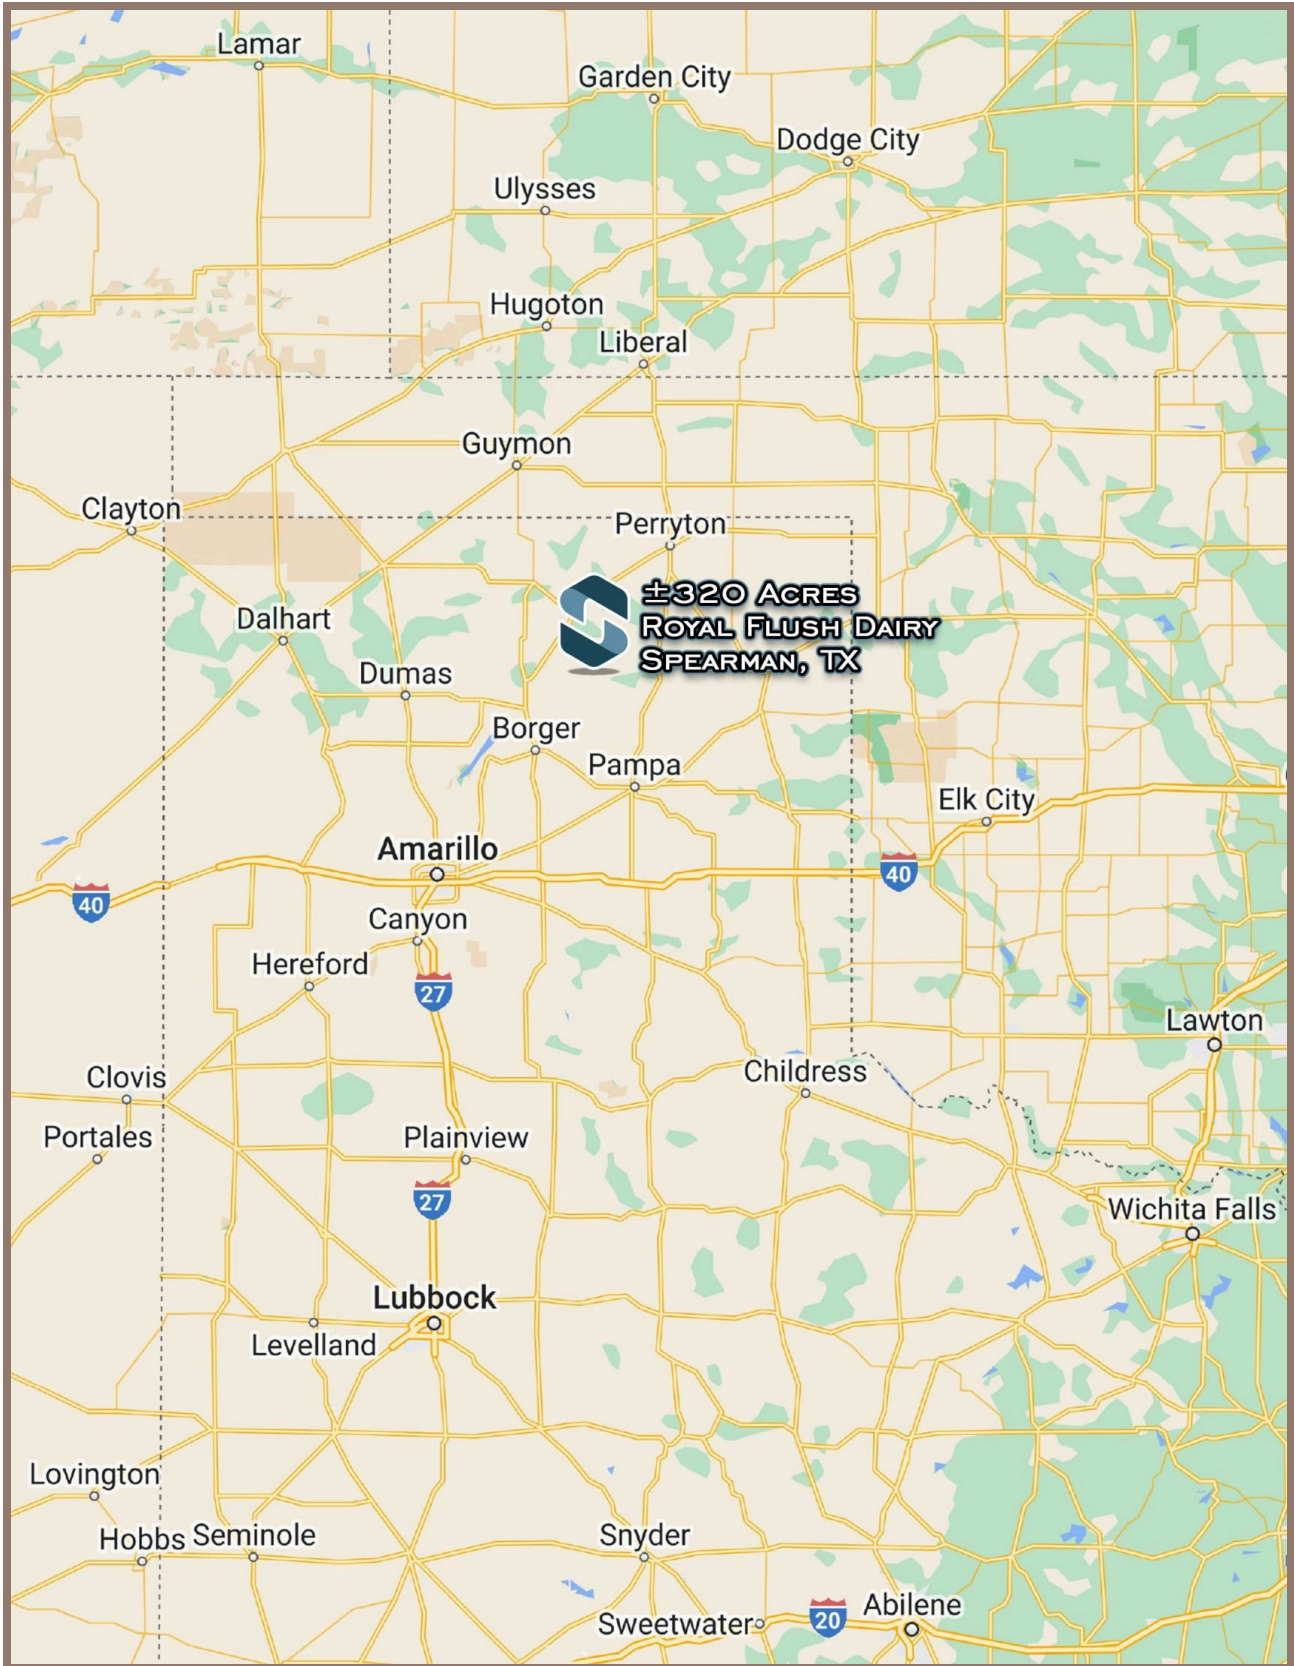 Lamar
Garden City
Dodge City
Ulysses
Hugoton
Liberal
Guymon
Clayton
Perryton
±320 Acres
Royal Flush Dairy
Spearman, TX
Dalhart
Dumas
Borger
Pampa
Elk City
Amarillo
40
40
Canyon
Hereford
27
Lawton
Childress
Clovis
Portales
Plainview
27
Wichita Falls
Lubbock
Levelland
Lovington
Hobbs
Seminole
Snyder
Sweetwater
20
Abilene